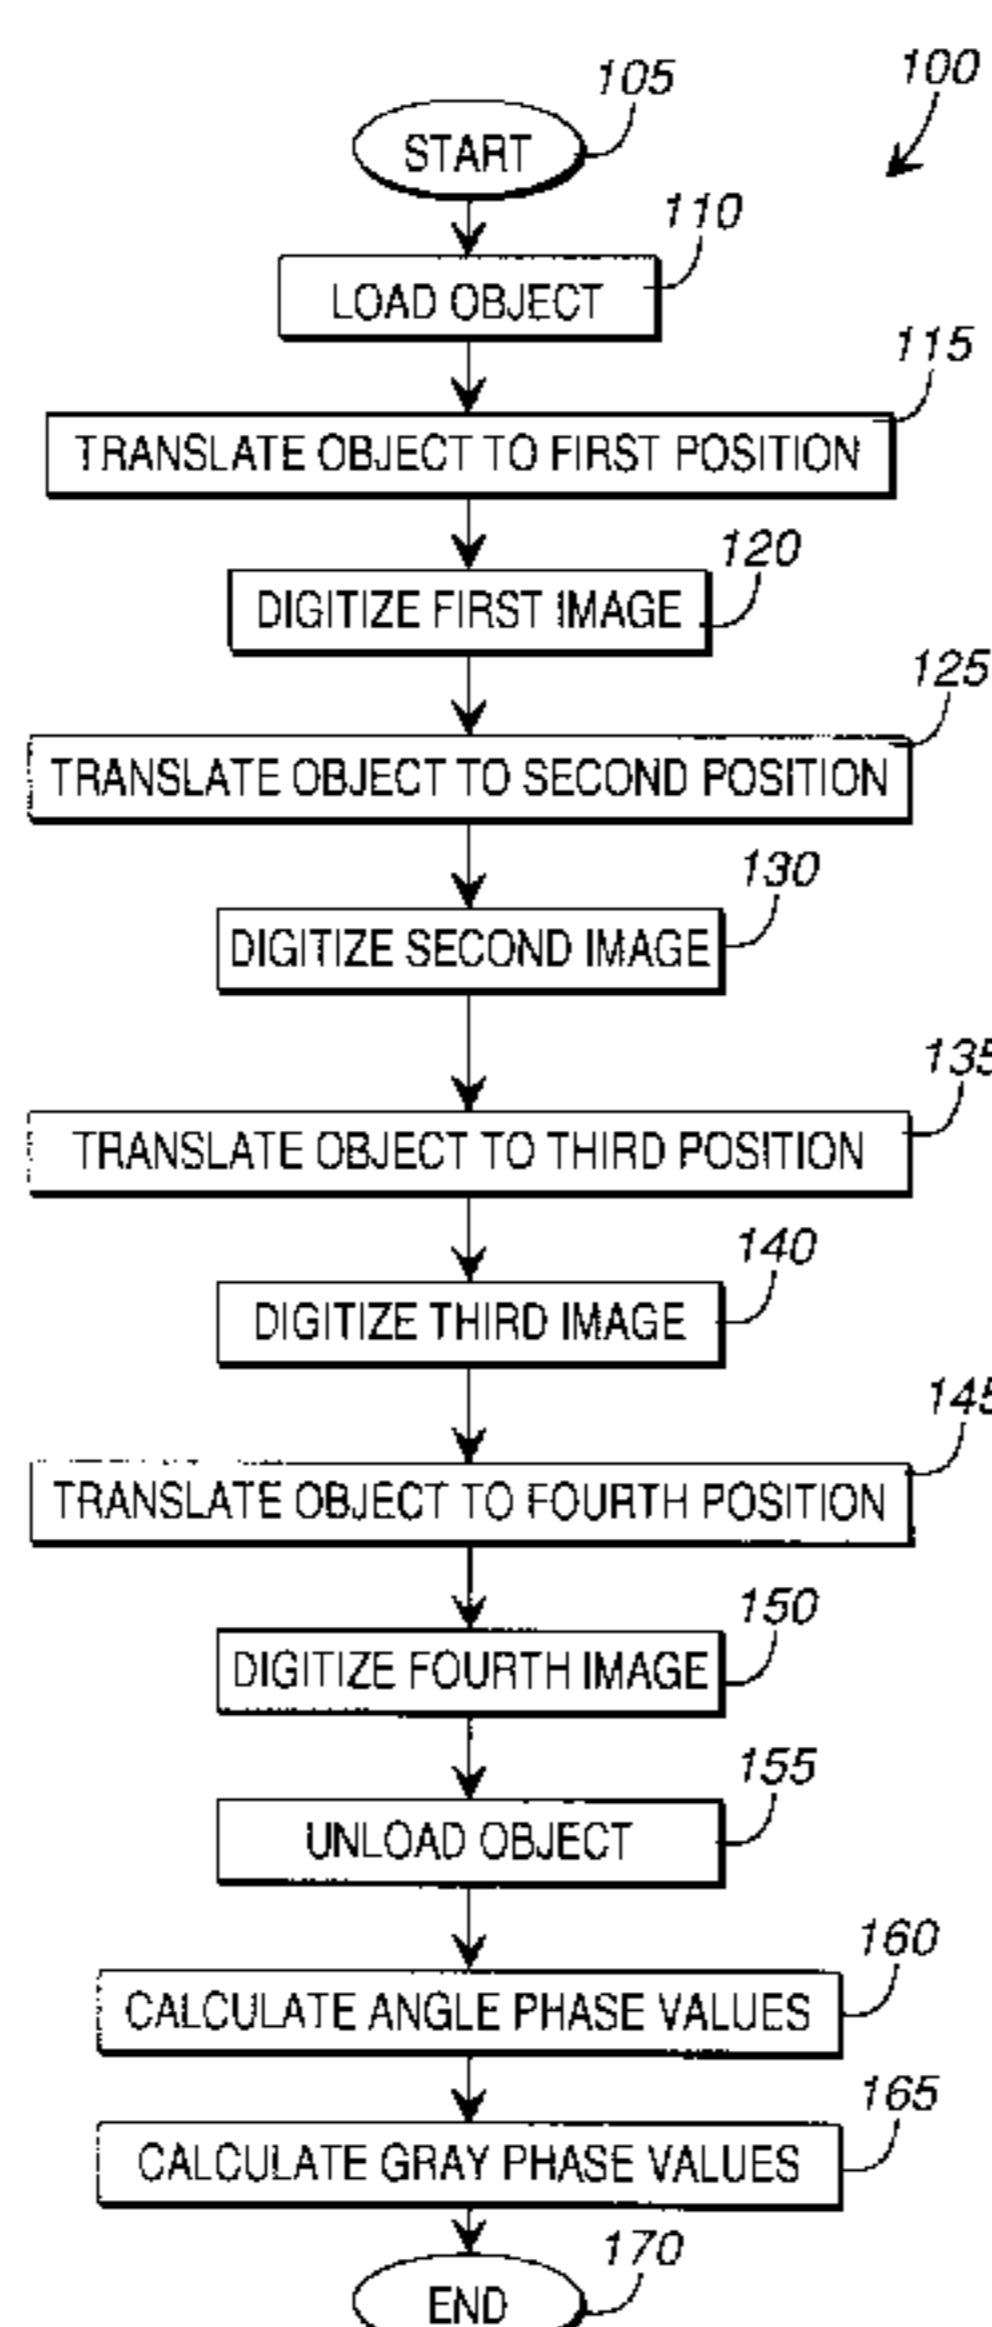 100
105
START
110
LOAD OBJECT
115
TRANSLATE OBJECT TO FIRST POSITION
120
DIGITIZE FIRST IMAGE
125
TRANSLATE OBJECT TO SECOND POSITION
130
DIGITIZE SECOND IMAGE
135
TRANSLATE OBJECT TO THIRD POSITION
140
DIGITIZE THIRD IMAGE
145
TRANSLATE OBJECT TO FOURTH POSITION
150
DIGITIZE FOURTH IMAGE
155
UNLOAD OBJECT
160
CALCULATE ANGLE PHASE VALUES
165
CALCULATE GRAY PHASE VALUES
170
END